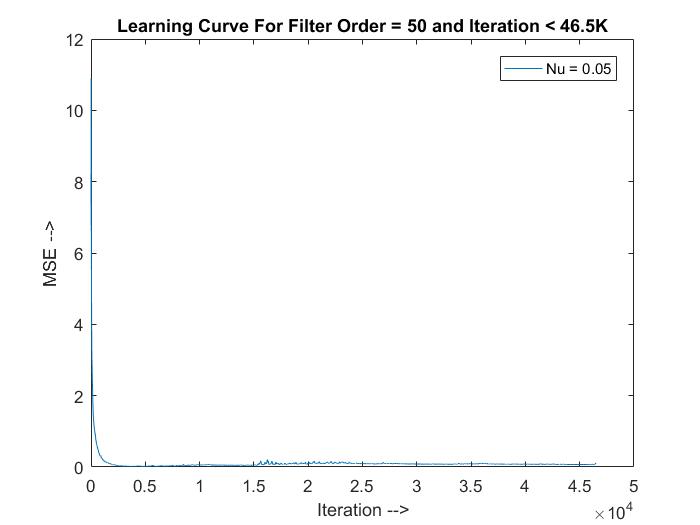 Learning Curve For Filter Order = 50 and Iteration < 46.5K
Nu = 0.05
MSE -->
12
10
8
6
4
2
0
0 0.5 1 1.5 2 2.5 3 3.5 4 4.5 5
Iteration -->
×10^4